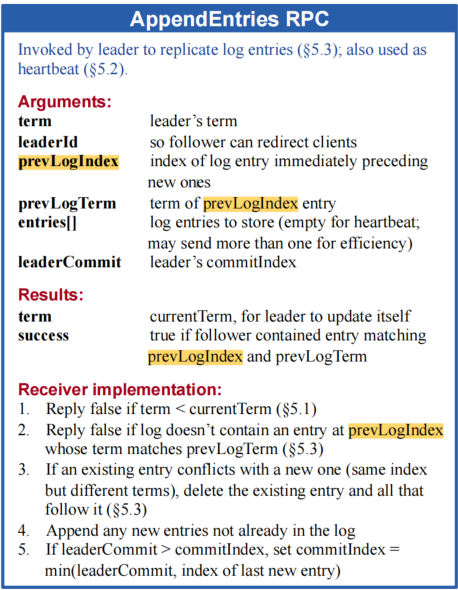 AppendEntries RPC
Invoked by leader to replicate log entries (§5.3); also used as
heartbeat (§5.2).
Arguments:
term leader's term
leaderId so follower can redirect clients
prevLogIndex index of log entry immediately preceding
new ones
prevLogTerm term of prevLogIndex entry
entries[] log entries to store (empty for heartbeat;
may send more than one for efficiency)
leaderCommit leader's commitIndex
Results:
term currentTerm, for leader to update itself
success true if follower contained entry matching
prevLogIndex and prevLogTerm
Receiver implementation:
1. Reply false if term < currentTerm (§5.1)
2. Reply false if log doesn't contain an entry at prevLogIndex
whose term matches prevLogTerm (§5.3)
3. If an existing entry conflicts with a new one (same index
but different terms), delete the existing entry and all that
follow it (§5.3)
4. Append any new entries not already in the log
5. If leaderCommit > commitIndex, set commitIndex =
min(leaderCommit, index of last new entry)